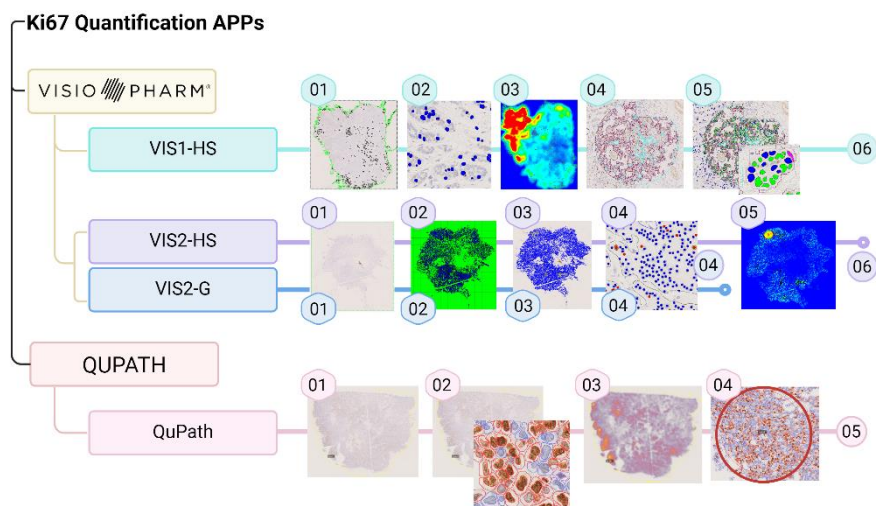 Ki67 Quantification APPs
VISIO PHARM®
01 02 03 04 05
VIS1-HS
06
01 02 03 04 05
VIS2-HS
04
06
VIS2-G
01 02 03 04
QUPATH
01 02 03 04
QuPath
05